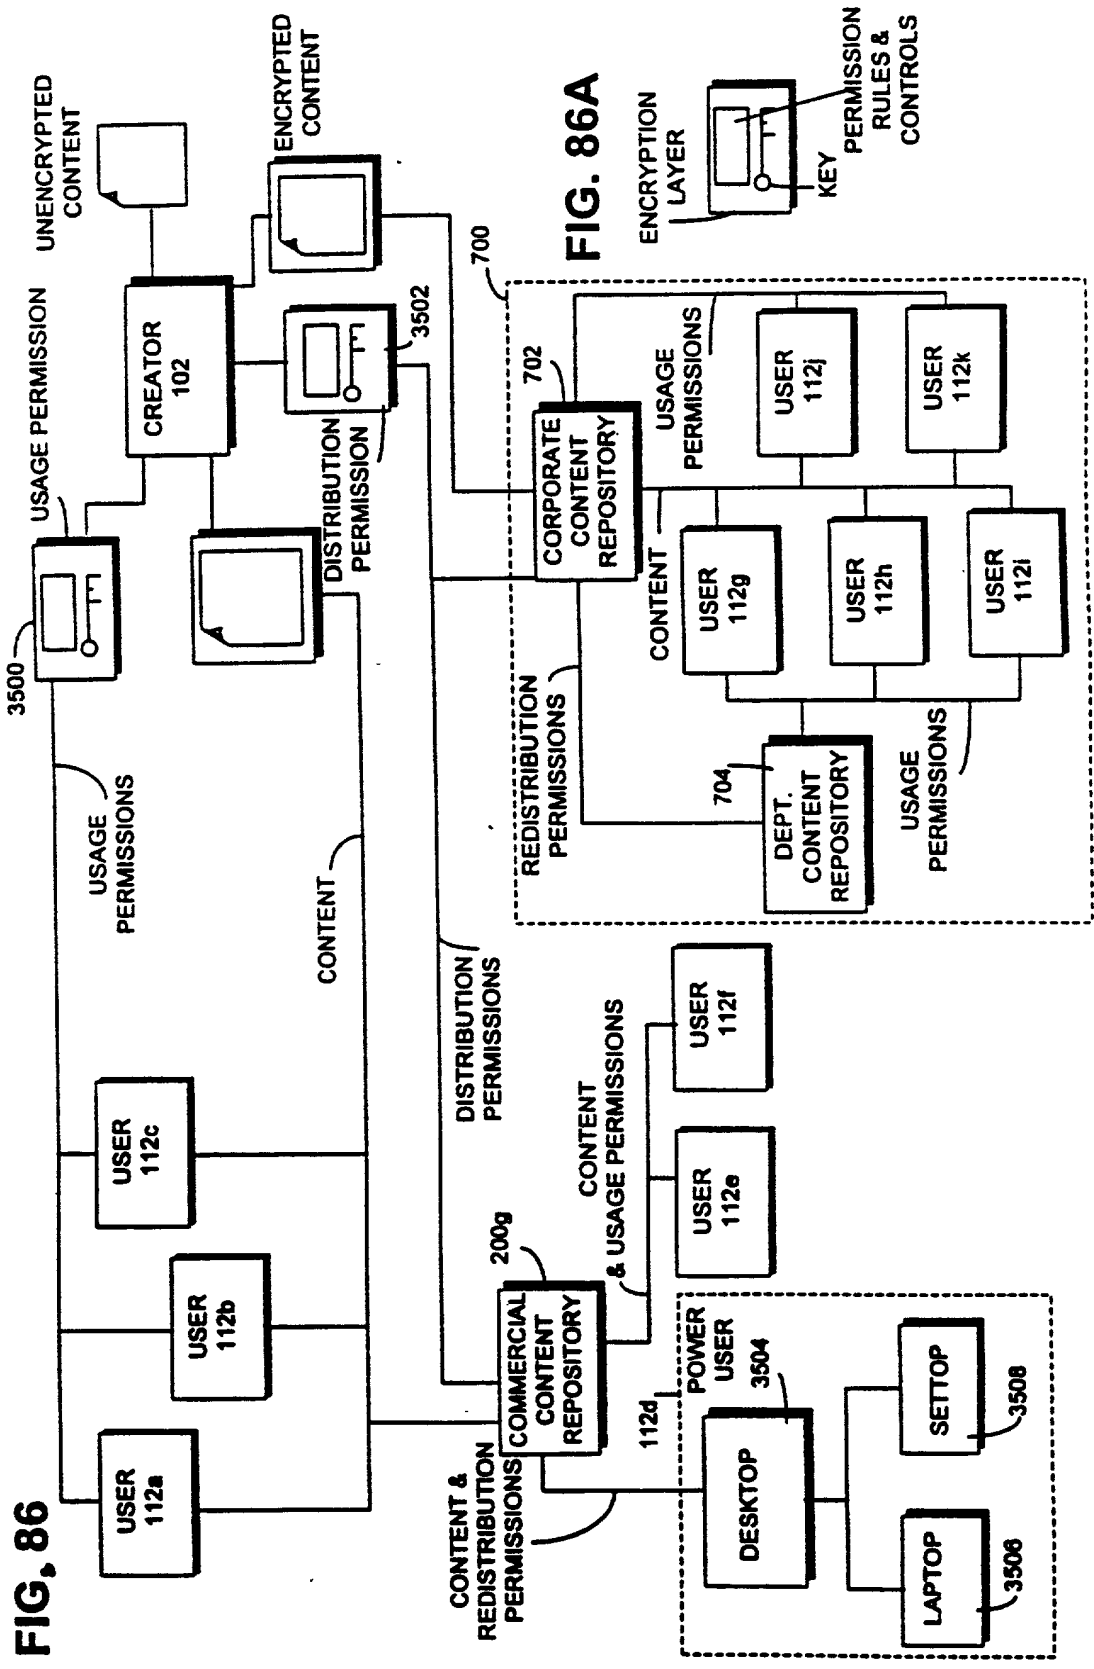 FIG. 86
USER
112a
USER
112b
USER
112c
USAGE
PERMISSIONS
3500
USAGE PERMISSION
UNENCRYPTED
CONTENT
CREATOR
102
ENCRYPTED
CONTENT
CONTENT
DISTRIBUTION
PERMISSION
3502
DISTRIBUTION
PERMISSIONS
CONTENT &
REDISTRIBUTION
PERMISSIONS
COMMERCIAL
CONTENT
REPOSITORY
200g
CONTENT
& USAGE PERMISSIONS
USER
112e
USER
112f
112d
POWER
USER
3504
DESKTOP
LAPTOP
3506
SETTOP
3508
700
702
CORPORATE
CONTENT
REPOSITORY
REDISTRIBUTION
PERMISSIONS
704
DEPT.
CONTENT
REPOSITORY
CONTENT
USAGE
PERMISSIONS
USER
112g
USER
112h
USER
112i
USER
112j
USER
112k
USAGE
PERMISSIONS
FIG. 86A
ENCRYPTION
LAYER
KEY
PERMISSION
RULES &
CONTROLS